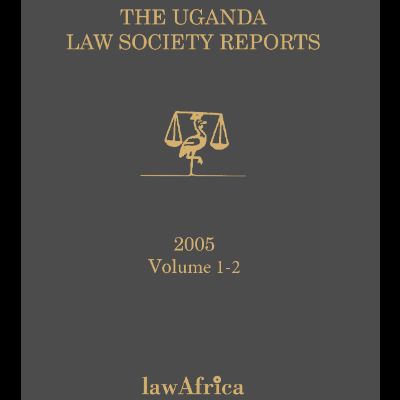 THE UGANDA
LAW SOCIETY REPORTS
2005
Volume 1-2
lawAfrica